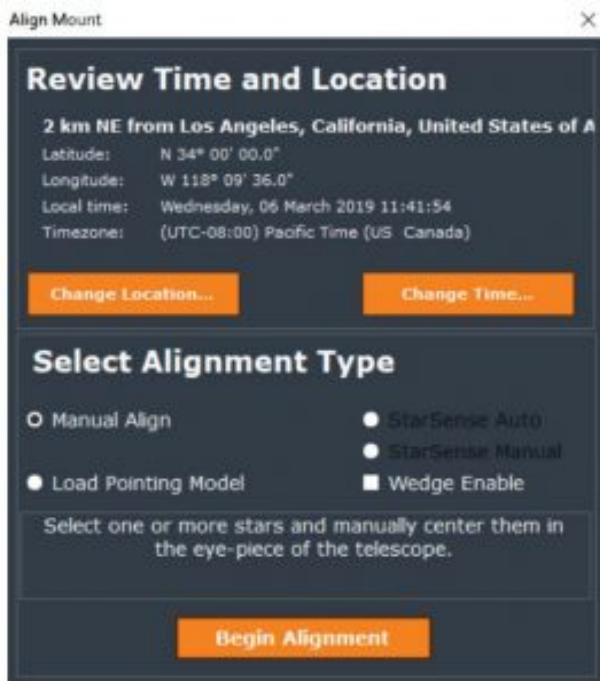 Align Mount
Review Time and Location
2 km NE from Los Angeles, California, United States of A
Latitude: N 34° 00' 00.0"
Longitude: W 118° 09' 36.0"
Local time: Wednesday, 06 March 2019 11:41:54
Timezone: (UTC-08:00) Pacific Time (US Canada)
Change Location... Change Time...
Select Alignment Type
Manual Align StarSense Auto
StarSense Manual
Load Pointing Model Wedge Enable
Select one or more stars and manually center them in
the eye-piece of the telescope.
Begin Alignment